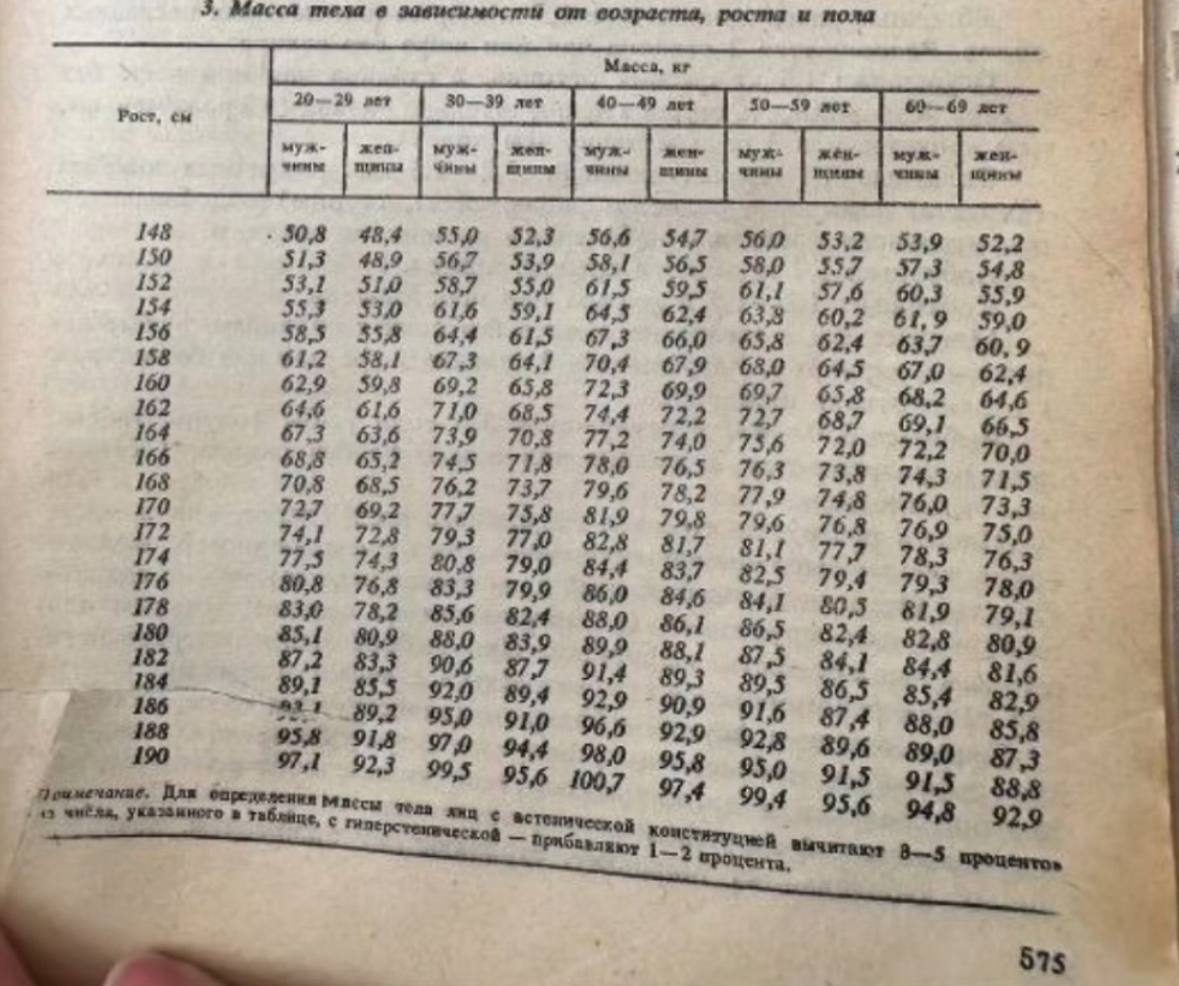 3. Масса тела в зависимости от возраста, роста и пола
Рост, см
Масса, кг
20—29 лет 30—39 лет 40—49 лет 50—59 лет 60—69 лет
муж- жен- муж- жен- муж- жен- муж- жен- муж- жен-
чины щины чины щины чины щины чины щины чины щины
148 50,8 48,4 55,0 52,3 56,6 54,7 56,0 53,2 53,9 52,2
150 51,3 48,9 56,7 53,9 58,1 56,5 58,0 55,7 57,3 54,8
152 53,1 51,0 58,7 55,0 61,5 59,5 61,1 57,6 60,3 55,9
154 55,3 53,0 61,6 59,1 64,5 62,4 63,8 60,2 61,9 59,0
156 58,5 55,8 64,4 61,5 67,3 66,0 65,8 62,4 63,7 60,9
158 61,2 58,1 67,3 64,1 70,4 67,9 68,0 64,5 67,0 62,4
160 62,9 59,8 69,2 65,8 72,3 69,9 69,7 65,8 68,2 64,6
162 64,6 61,6 71,0 68,5 74,4 72,2 72,7 68,7 69,1 66,5
164 67,3 63,6 73,9 70,8 77,2 74,0 75,6 72,0 72,2 70,0
166 68,8 65,2 74,5 71,8 78,0 76,5 76,3 73,8 74,3 71,5
168 70,8 68,5 76,2 73,7 79,6 78,2 77,9 74,8 76,0 73,3
170 72,7 69,2 77,7 75,8 81,9 79,8 79,6 76,8 76,9 75,0
172 74,1 72,8 79,3 77,0 82,8 81,7 81,1 77,7 78,3 76,3
174 77,5 74,3 80,8 79,0 84,4 83,7 82,5 79,4 79,3 78,0
176 80,8 76,8 83,3 79,9 86,0 84,6 84,1 80,5 81,9 79,1
178 83,0 78,2 85,6 82,4 88,0 86,1 86,5 82,4 82,8 80,9
180 85,1 80,9 88,0 83,9 89,9 88,1 87,5 84,1 84,4 81,6
182 87,2 83,3 90,6 87,7 91,4 89,3 89,5 86,5 85,4 82,9
184 89,1 85,5 92,0 89,4 92,9 90,9 91,6 87,4 88,0 85,8
186 89,2 95,0 91,0 96,6 92,9 92,8 89,6 89,0 87,3
188 95,8 91,8 97,0 94,4 98,0 95,8 95,0 91,5 91,5 88,8
190 97,1 92,3 99,5 95,6 100,7 97,4 99,4 95,6 94,8 92,9
Примечание. Для определения массы тела лиц с астенической конституцией вычитают 3—5 процентов
из числа, указанного в таблице, с гиперстенической — прибавляют 1—2 процента.
575